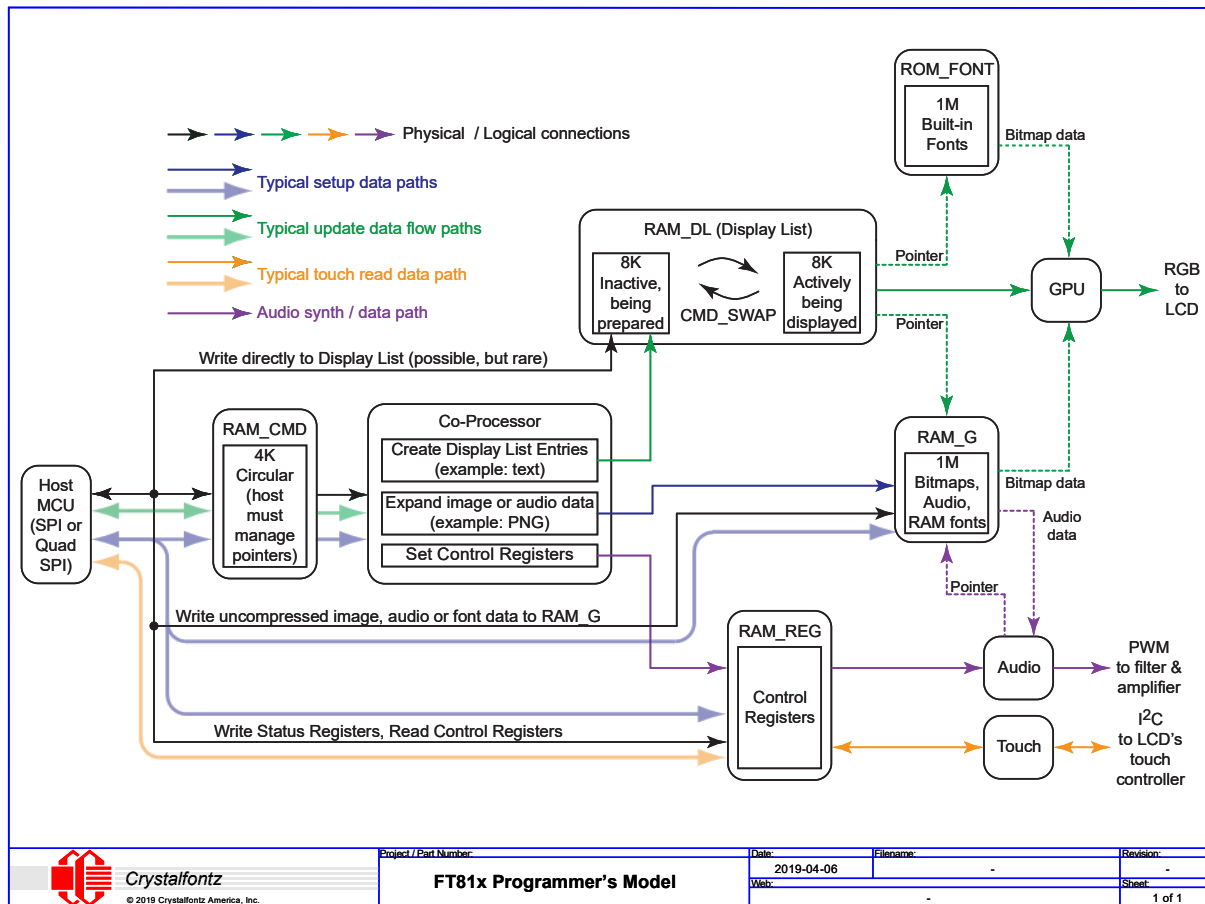 ROM_FONT
1M
Built-in
Fonts
Bitmap data
Physical / Logical connections
Typical setup data paths
Typical update data flow paths
Typical touch read data path
Audio synth / data path
RAM_DL (Display List)
8K
Inactive,
being
prepared
CMD_SWAP
8K
Actively
being
displayed
Pointer
Pointer
GPU
RGB
to
LCD
Write directly to Display List (possible, but rare)
Host
MCU
(SPI or
Quad
SPI)
RAM_CMD
4K
Circular
(host
must
manage
pointers)
Co-Processor
Create Display List Entries
(example: text)
Expand image or audio data
(example: PNG)
Set Control Registers
RAM_G
1M
Bitmaps,
Audio,
RAM fonts
Bitmap data
Audio
data
Pointer
Write uncompressed image, audio or font data to RAM_G
RAM_REG
Control
Registers
Write Status Registers, Read Control Registers
Audio
PWM
to filter &
amplifier
Touch
I2C
to LCD's
touch
controller
Crystalfontz
© 2019 Crystalfontz America, Inc.
Project / Part Number:
FT81x Programmer's Model
Date:
2019-04-06
Filename:
-
Revision:
-
Web:
-
Sheet:
1 of 1